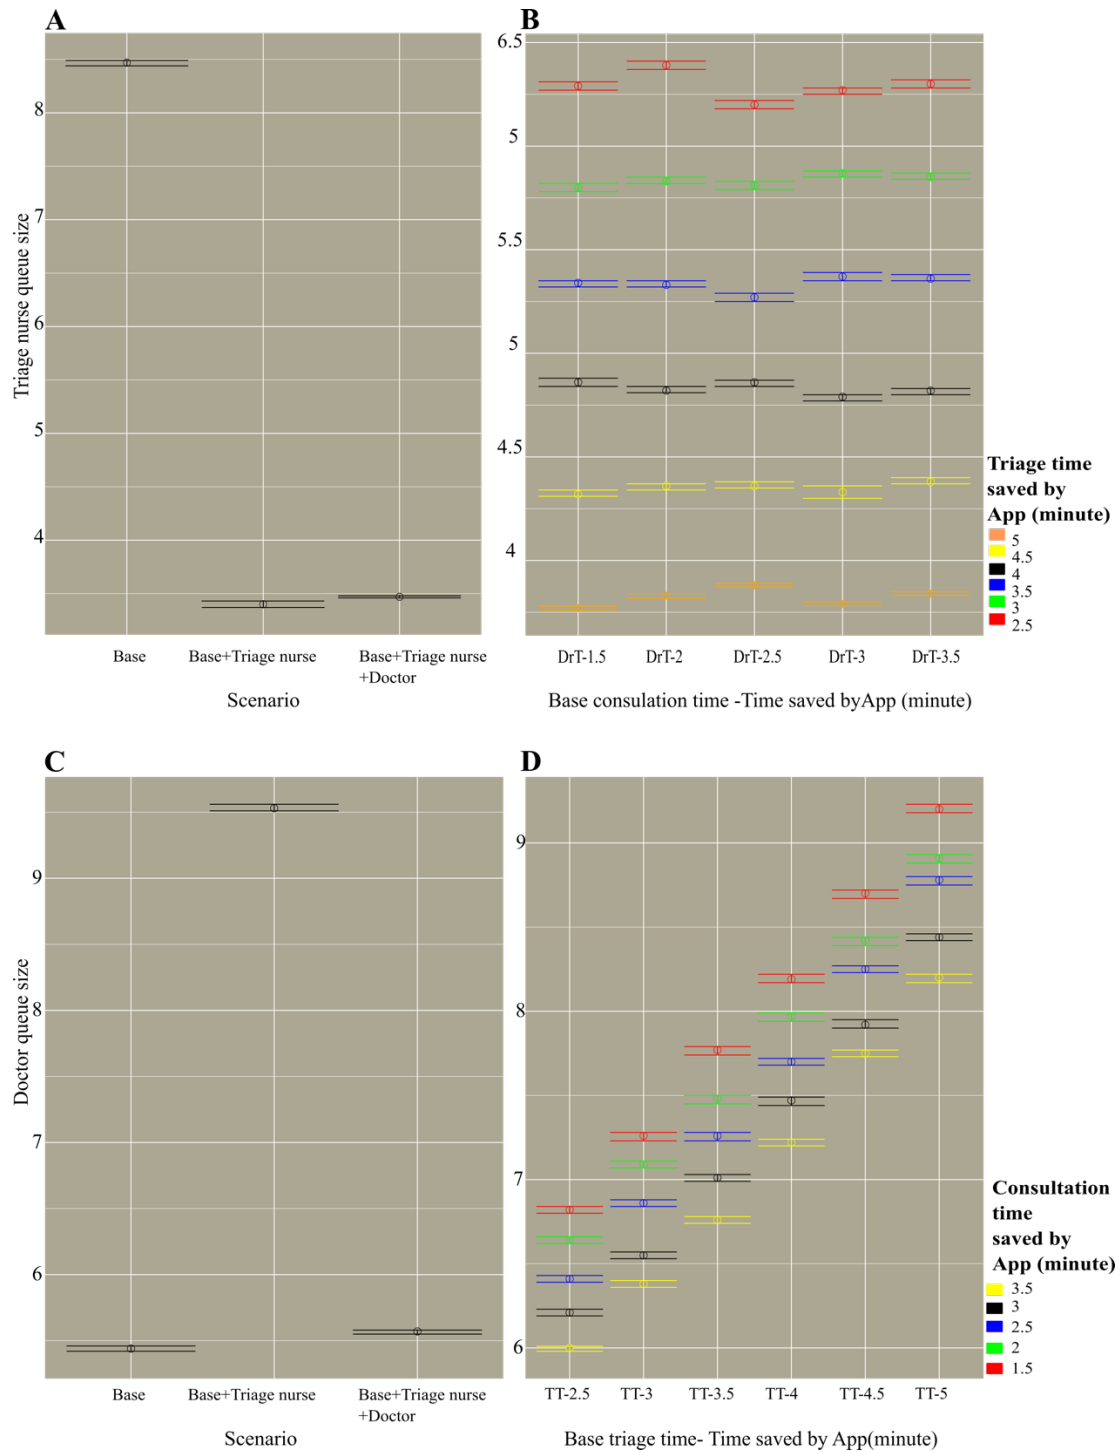 A
B
8
7
6
5
4
Triage nurse queue size
Base
Base+Triage nurse
Base+Triage nurse
+Doctor
Scenario
6.5
5
5.5
5
4.5
4
DrT-1.5
DrT-2
DrT-2.5
DrT-3
DrT-3.5
Base consulation time -Time saved byApp (minute)
Triage time
saved by
App (minute)
5
4.5
4
3.5
3
2.5
C
D
9
8
7
6
Doctor queue size
Base
Base+Triage nurse
Base+Triage nurse
+Doctor
Scenario
9
8
7
6
TT-2.5
TT-3
TT-3.5
TT-4
TT-4.5
TT-5
Base triage time- Time saved by App(minute)
Consultation
time
saved by
App (minute)
3.5
3
2.5
2
1.5